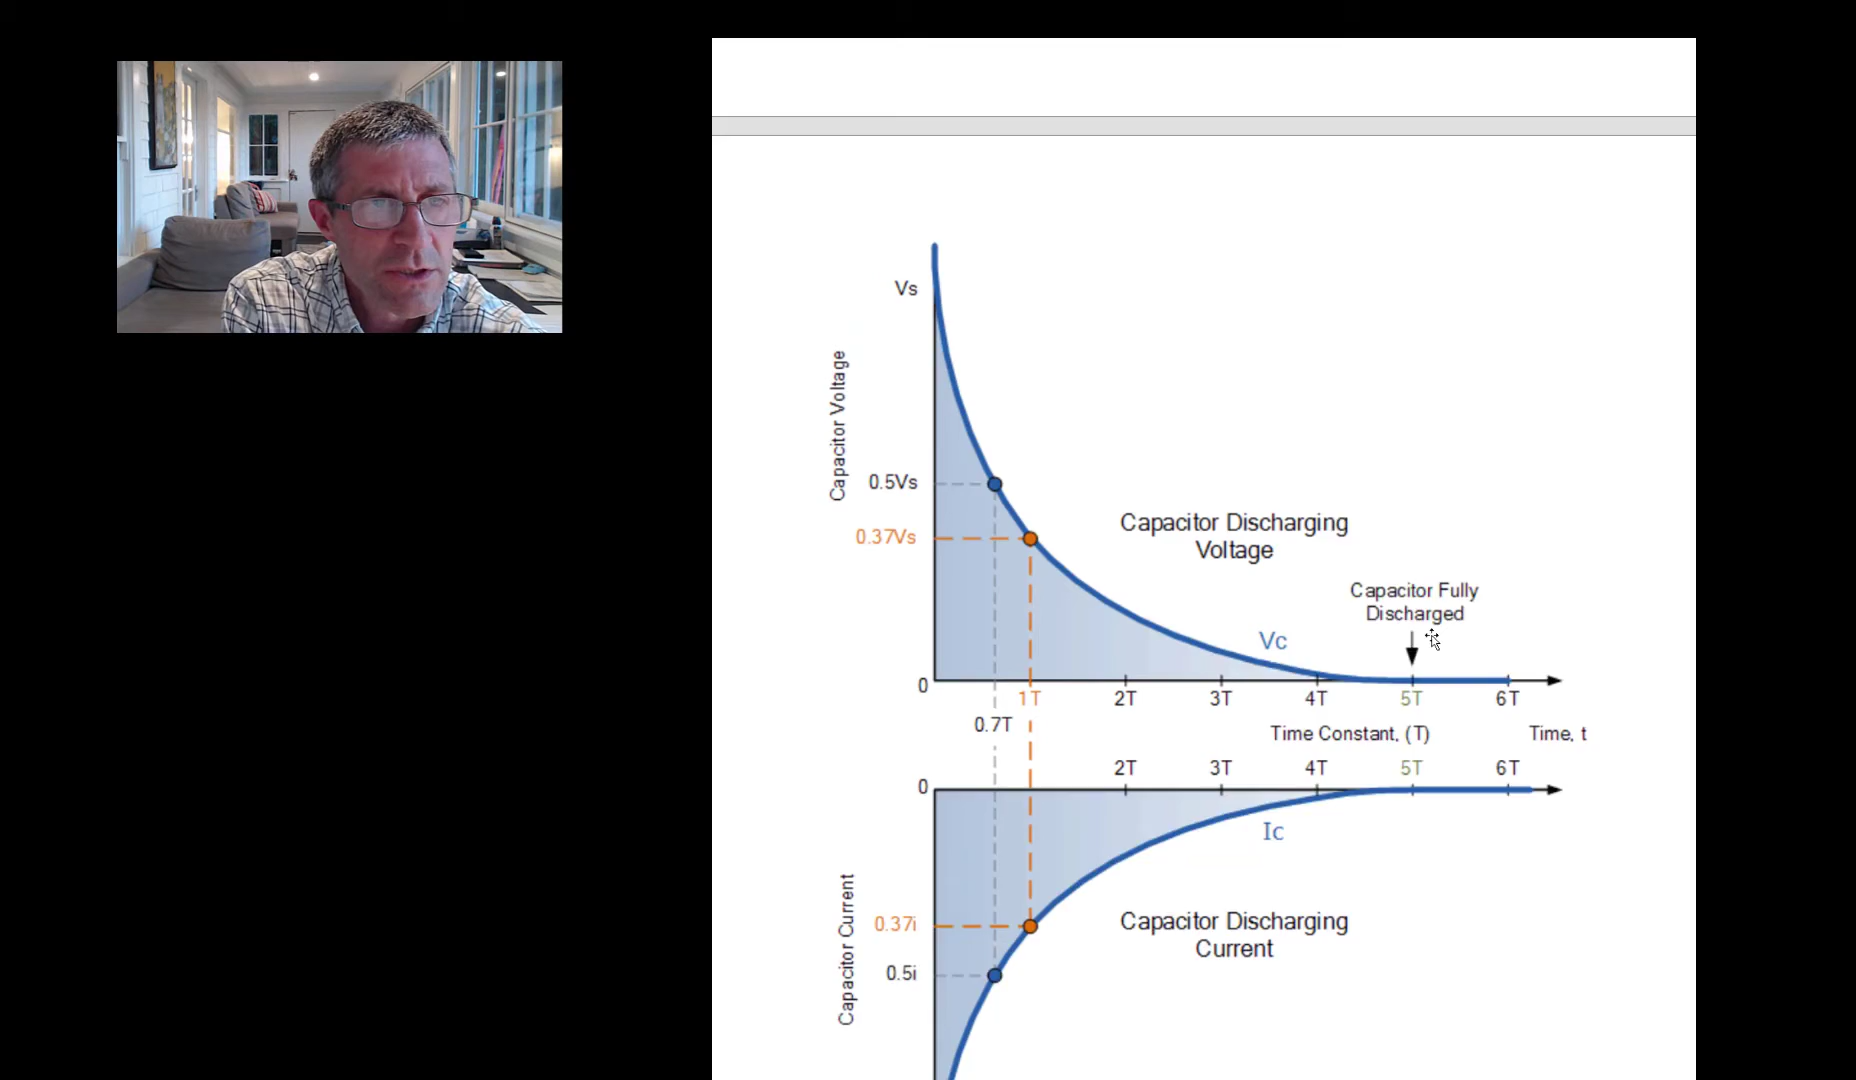 Vs
Capacitor Voltage
0.5Vs
0.37Vs
Capacitor Discharging
Voltage
Capacitor Fully
Discharged
Vc
0
1T 2T 3T 4T 5T 6T
0.7T
Time Constant, (T) Time, t
2T 3T 4T 5T 6T
0
Ic
Capacitor Current
0.37i
Capacitor Discharging
Current
0.5i